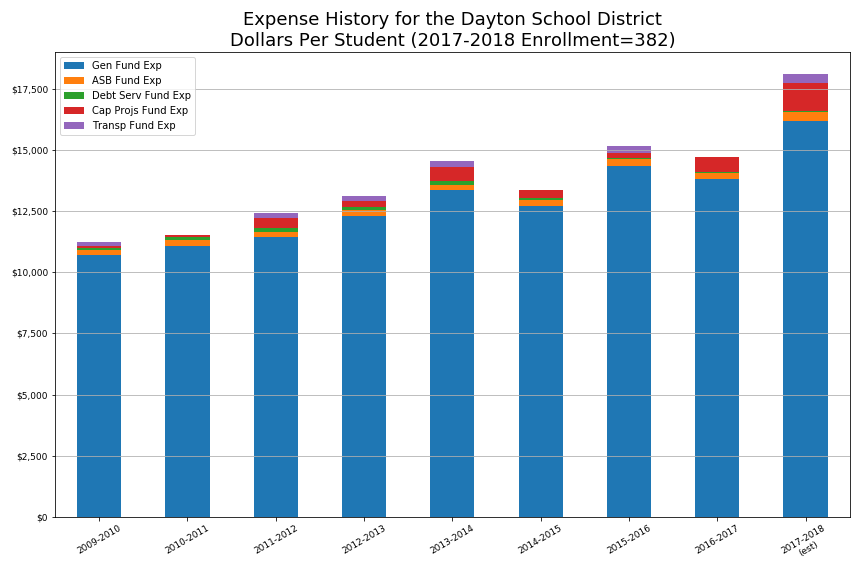 Expense History for the Dayton School District
Dollars Per Student (2017-2018 Enrollment=382)
Gen Fund Exp
ASB Fund Exp
Debt Serv Fund Exp
Cap Projs Fund Exp
Transp Fund Exp
$17,500
$15,000
$12,500
$10,000
$7,500
$5,000
$2,500
$0
2009-2010
2010-2011
2011-2012
2012-2013
2013-2014
2014-2015
2015-2016
2016-2017
2017-2018
(est)